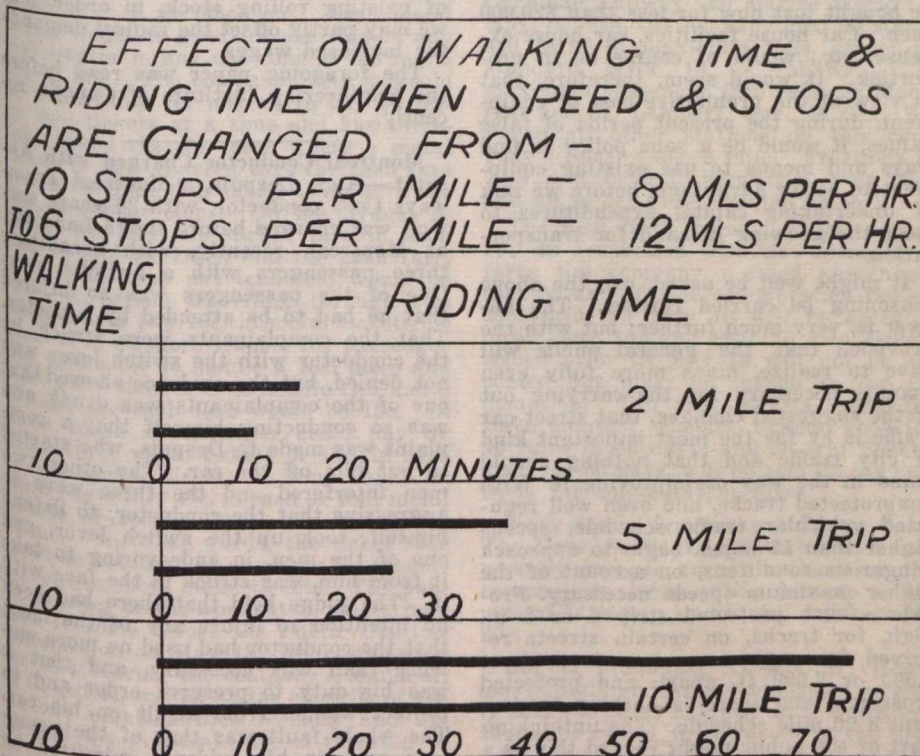 EFFECT ON WALKING TIME &
RIDING TIME WHEN SPEED & STOPS
ARE CHANGED FROM —
10 STOPS PER MILE 8 MLS PER HR.
TO 6 STOPS PER MILE 12 MLS PER HR.
WALKING TIME
— RIDING TIME
2 MILE TRIP
10 0 10 20 MINUTES
5 MILE TRIP
10 0 10 20 30
10 MILE TRIP
10 0 10 20 30 40 50 60 70